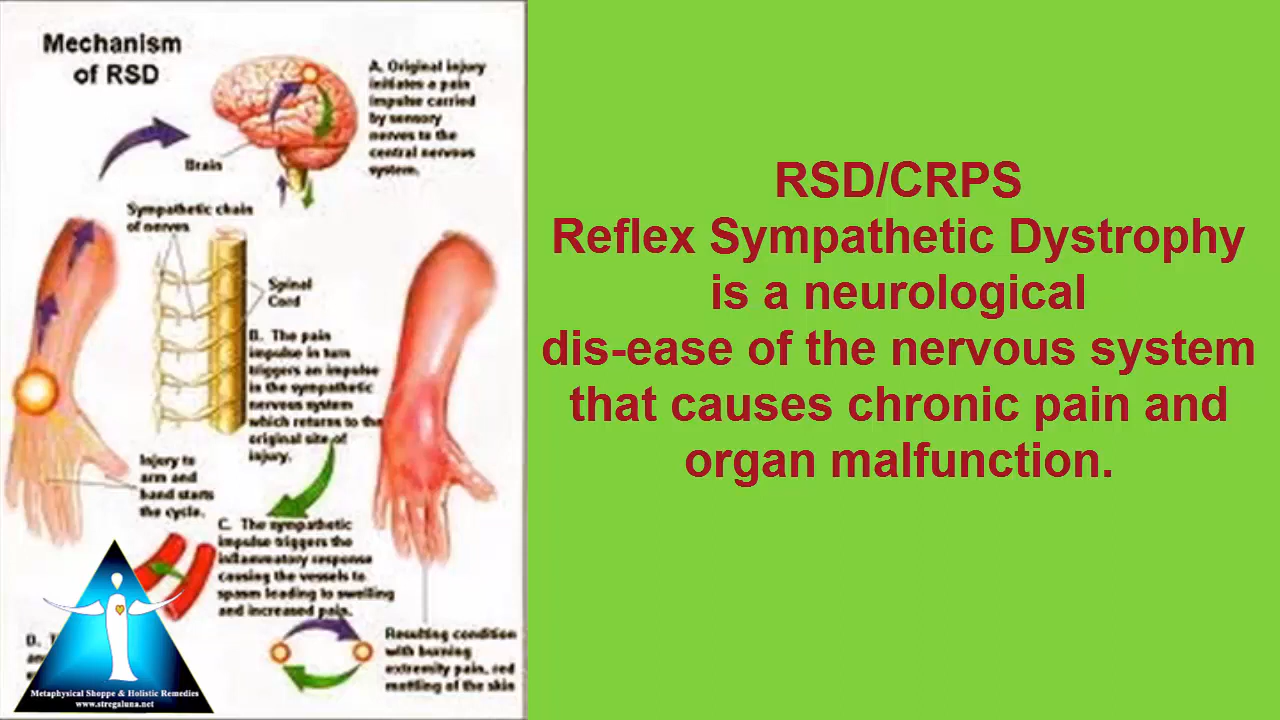 Mechanism
of RSD
A. Original injury
initiates a pain
impulse carried
by sensory
nerves to the
central nervous
system.
Brain
Sympathetic chain
of nerves
Spinal
Cord
B. The pain
impulse in turn
triggers an impulse
in the sympathetic
nervous system
which returns to the
original site of
injury.
Injury to
arm and
hand starts
the cycle.
C. The sympathetic
impulse triggers the
inflammatory response
causing the vessels to
spasm leading to swelling
and increased pain.
D.
Resulting condition
with burning
extremity pain, red
mottling of the skin
Metaphysical Shoppe & Holistic Remedies
www.stregaluna.net
RSD/CRPS
Reflex Sympathetic Dystrophy
is a neurological
dis-ease of the nervous system
that causes chronic pain and
organ malfunction.